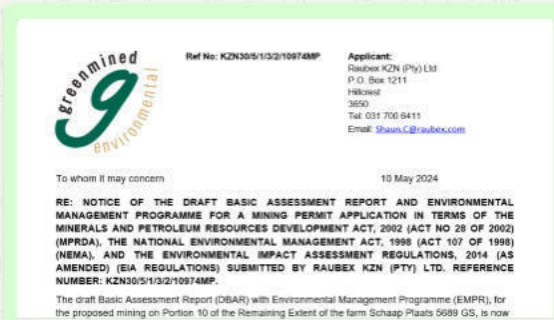 greenmined
environmental
Ref No: KZN30/5/1/3/2/10974MP
Applicant:
Raubex KZN (Pty) Ltd
P.O. Box 1211
Hillcrest
3650
Tel: 031 700 6411
Email: Shaun.C@raubex.com
To whom it may concern
10 May 2024
RE: NOTICE OF THE DRAFT BASIC ASSESSMENT REPORT AND ENVIRONMENTAL
MANAGEMENT PROGRAMME FOR A MINING PERMIT APPLICATION IN TERMS OF THE
MINERALS AND PETROLEUM RESOURCES DEVELOPMENT ACT, 2002 (ACT NO 28 OF 2002)
(MPRDA), THE NATIONAL ENVIRONMENTAL MANAGEMENT ACT, 1998 (ACT 107 OF 1998)
(NEMA), AND THE ENVIRONMENTAL IMPACT ASSESSMENT REGULATIONS, 2014 (AS
AMENDED) (EIA REGULATIONS) SUBMITTED BY RAUBEX KZN (PTY) LTD. REFERENCE
NUMBER: KZN30/5/1/3/2/10974MP.
The draft Basic Assessment Report (DBAR) with Environmental Management Programme (EMPR), for
the proposed mining on Portion 10 of the Remaining Extent of the farm Schaap Plaats 5689 GS, is now